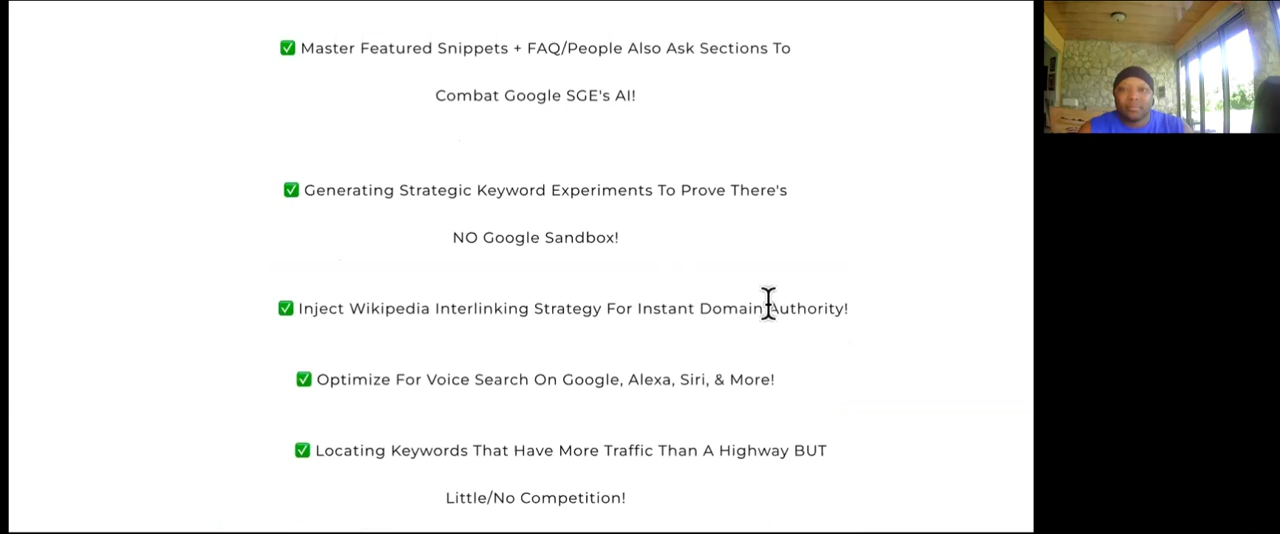 ✅ Master Featured Snippets + FAQ/People Also Ask Sections To
Combat Google SGE's AI!
✅ Generating Strategic Keyword Experiments To Prove There's
NO Google Sandbox!
✅ Inject Wikipedia Interlinking Strategy For Instant Domain Authority!
✅ Optimize For Voice Search On Google, Alexa, Siri, & More!
✅ Locating Keywords That Have More Traffic Than A Highway BUT
Little/No Competition!